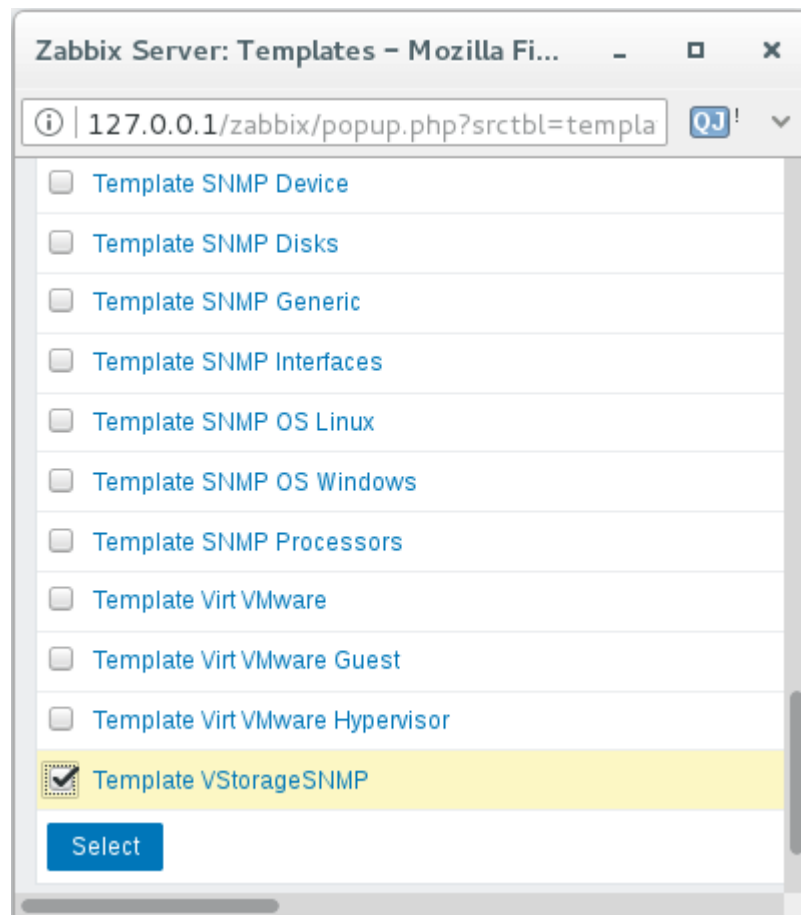 Zabbix Server: Templates – Mozilla Fi...
127.0.0.1/zabbix/popup.php?srctbl=templa
QJ !
Template SNMP Device
Template SNMP Disks
Template SNMP Generic
Template SNMP Interfaces
Template SNMP OS Linux
Template SNMP OS Windows
Template SNMP Processors
Template Virt VMware
Template Virt VMware Guest
Template Virt VMware Hypervisor
Template VStorageSNMP
Select